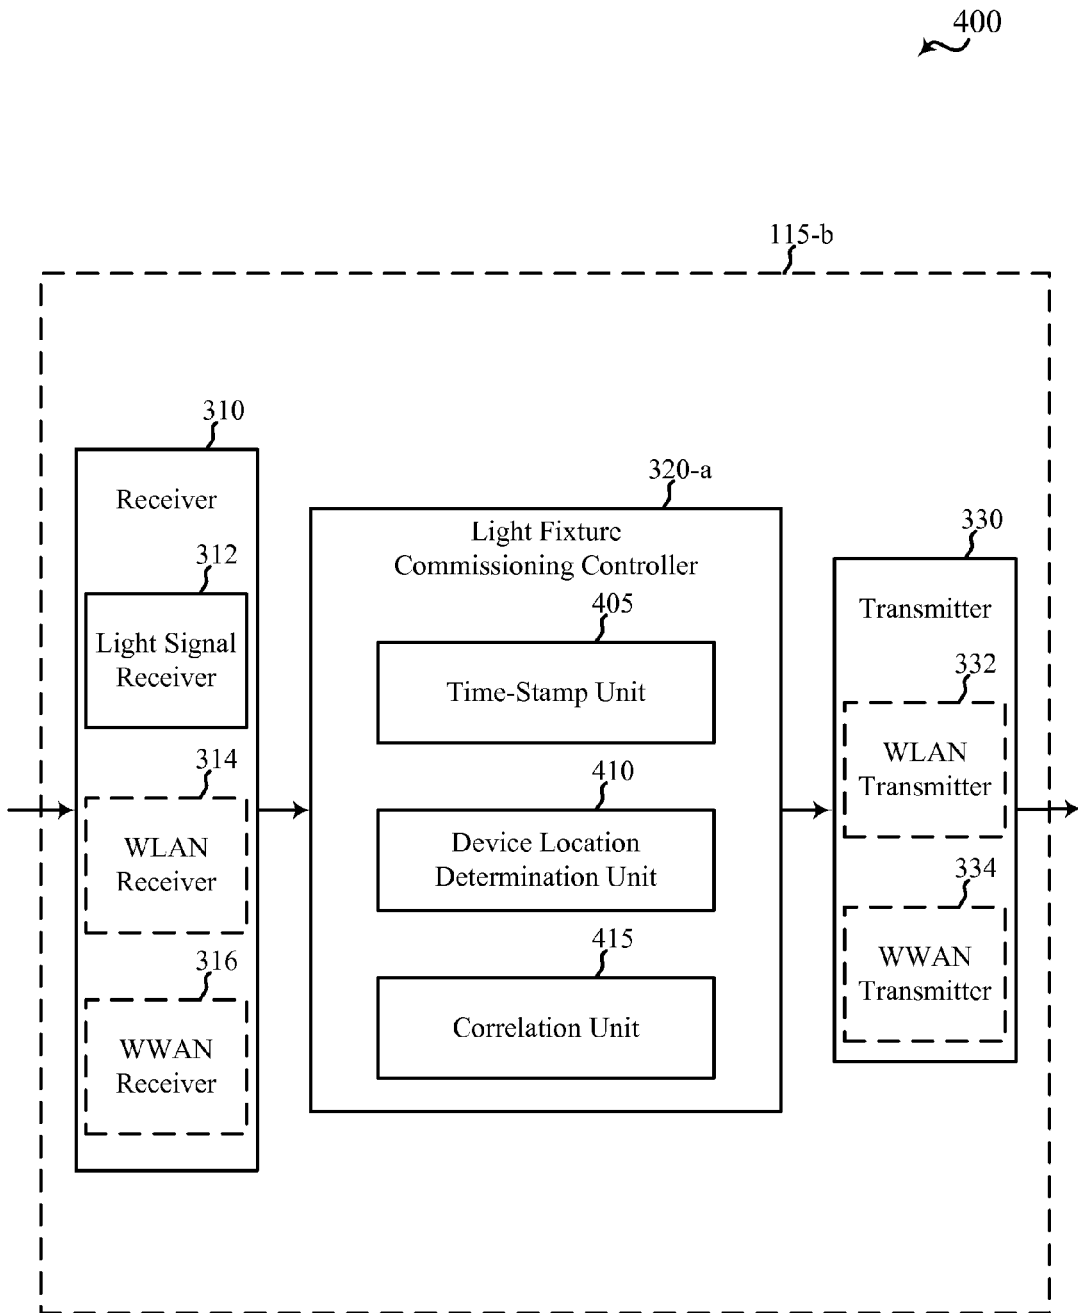 400
115-b
310
Receiver
312
Light Signal
Receiver
314
WLAN
Receiver
316
WWAN
Receiver
320-a
Light Fixture
Commissioning Controller
405
Time-Stamp Unit
410
Device Location
Determination Unit
415
Correlation Unit
330
Transmitter
332
WLAN
Transmitter
334
WWAN
Transmitter